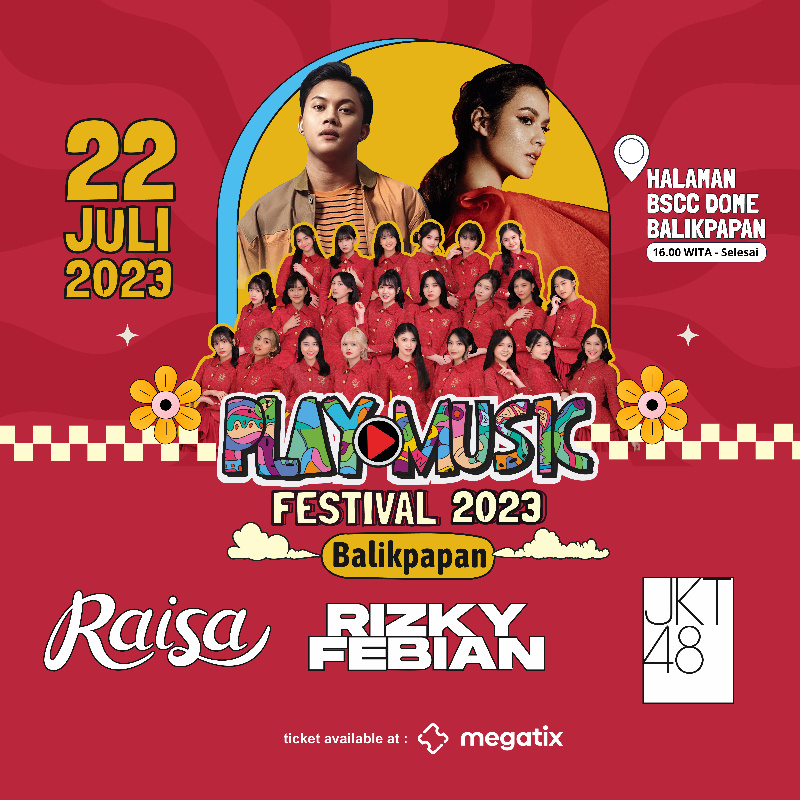 22
JULI
2023
HALAMAN
BSCC DOME
BALIKPAPAN
16.00 WITA - Selesai
PLAY MUSIC
FESTIVAL 2023
Balikpapan
Raisa
RIZKY
FEBIAN
JKT
48
ticket available at : megatix